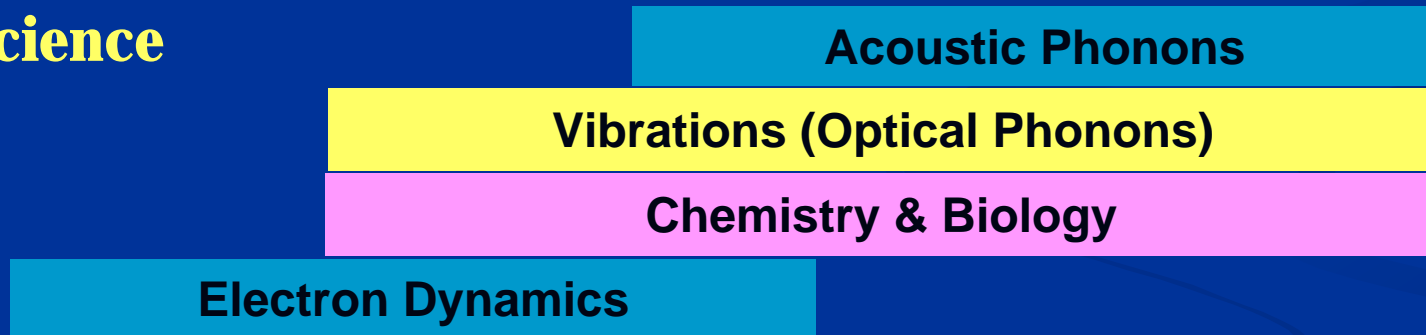 cience
Acoustic Phonons
Vibrations (Optical Phonons)
Chemistry & Biology
Electron Dynamics